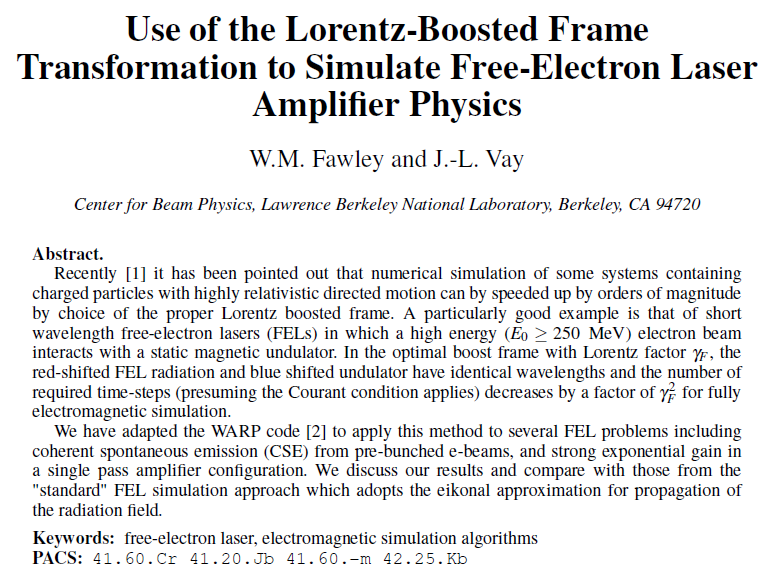 Use of the Lorentz-Boosted Frame
Transformation to Simulate Free-Electron Laser
Amplifier Physics
W.M. Fawley and J.-L. Vay
Center for Beam Physics, Lawrence Berkeley National Laboratory, Berkeley, CA 94720
Abstract.
Recently [1] it has been pointed out that numerical simulation of some systems containing
charged particles with highly relativistic directed motion can by speeded up by orders of magnitude
by choice of the proper Lorentz boosted frame. A particularly good example is that of short
wavelength free-electron lasers (FELs) in which a high energy (E₀ ≥ 250 MeV) electron beam
interacts with a static magnetic undulator. In the optimal boost frame with Lorentz factor γ_F, the
red-shifted FEL radiation and blue shifted undulator have identical wavelengths and the number of
required time-steps (presuming the Courant condition applies) decreases by a factor of γ_F² for fully
electromagnetic simulation.
We have adapted the WARP code [2] to apply this method to several FEL problems including
coherent spontaneous emission (CSE) from pre-bunched e-beams, and strong exponential gain in
a single pass amplifier configuration. We discuss our results and compare with those from the
"standard" FEL simulation approach which adopts the eikonal approximation for propagation of
the radiation field.
Keywords: free-electron laser, electromagnetic simulation algorithms
PACS: 41.60.Cr 41.20.Jb 41.60.-m 42.25.Kb